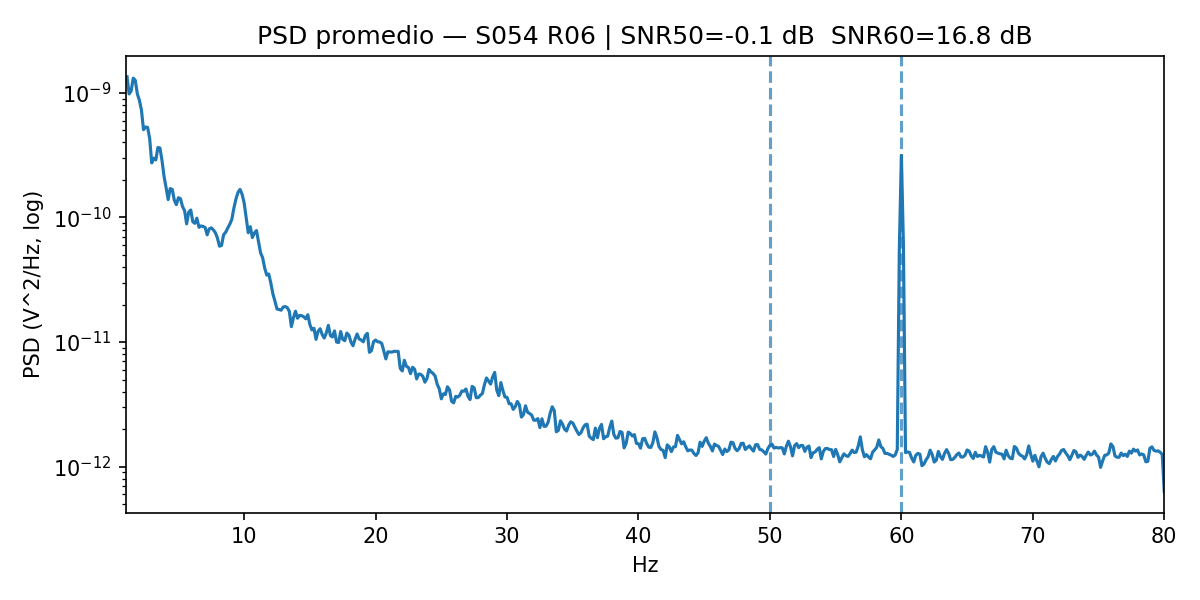 PSD promedio — S054 R06 | SNR50=-0.1 dB  SNR60=16.8 dB
PSD (V^2/Hz, log)
10⁻⁹
10⁻¹⁰
10⁻¹¹
10⁻¹²
10 20 30 40 50 60 70 80
Hz